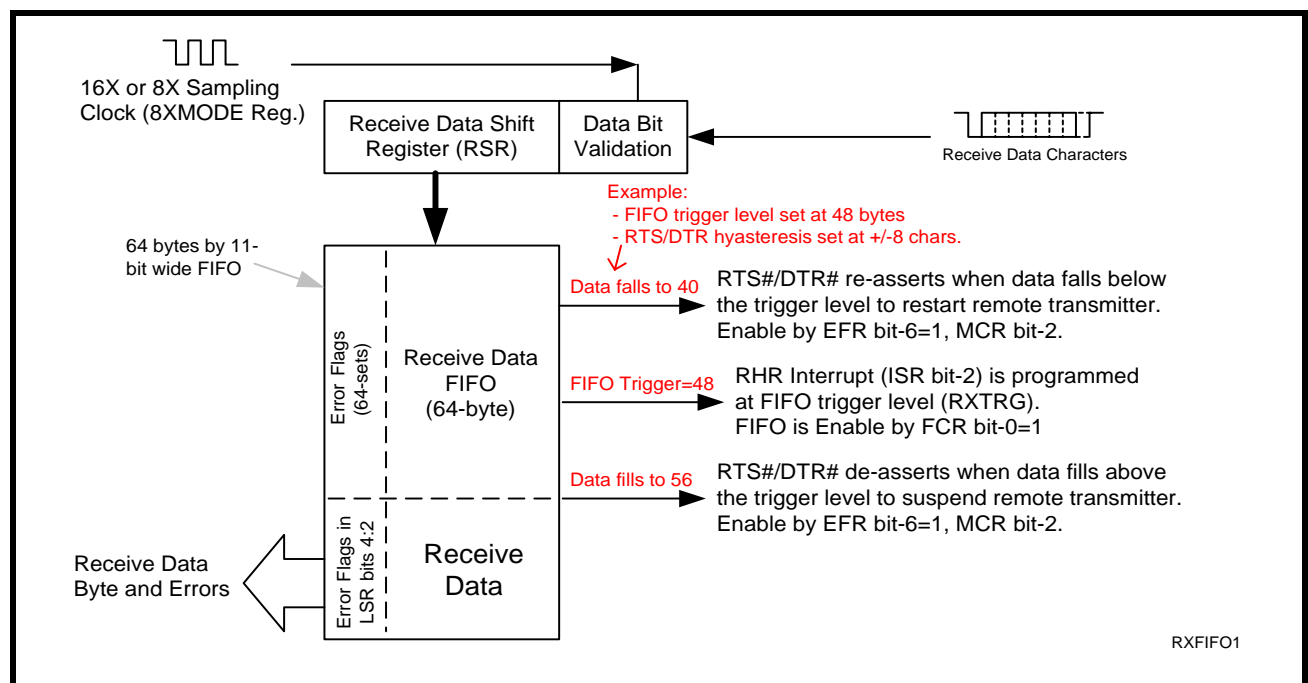 16X or 8X Sampling
Clock (8XMODE Reg.)
Receive Data Shift
Register (RSR)
Data Bit
Validation
Receive Data Characters
Example:
- FIFO trigger level set at 48 bytes
- RTS/DTR hyasteresis set at +/-8 chars.
64 bytes by 11-
bit wide FIFO
Data falls to 40
RTS#/DTR# re-asserts when data falls below
the trigger level to restart remote transmitter.
Enable by EFR bit-6=1, MCR bit-2.
Error Flags
(64-sets)
Receive Data
FIFO
(64-byte)
FIFO Trigger=48
RHR Interrupt (ISR bit-2) is programmed
at FIFO trigger level (RXTRG).
FIFO is Enable by FCR bit-0=1
Data fills to 56
RTS#/DTR# de-asserts when data fills above
the trigger level to suspend remote transmitter.
Enable by EFR bit-6=1, MCR bit-2.
Receive Data
Byte and Errors
Error Flags in
LSR bits 4:2
Receive
Data
RXFIFO1